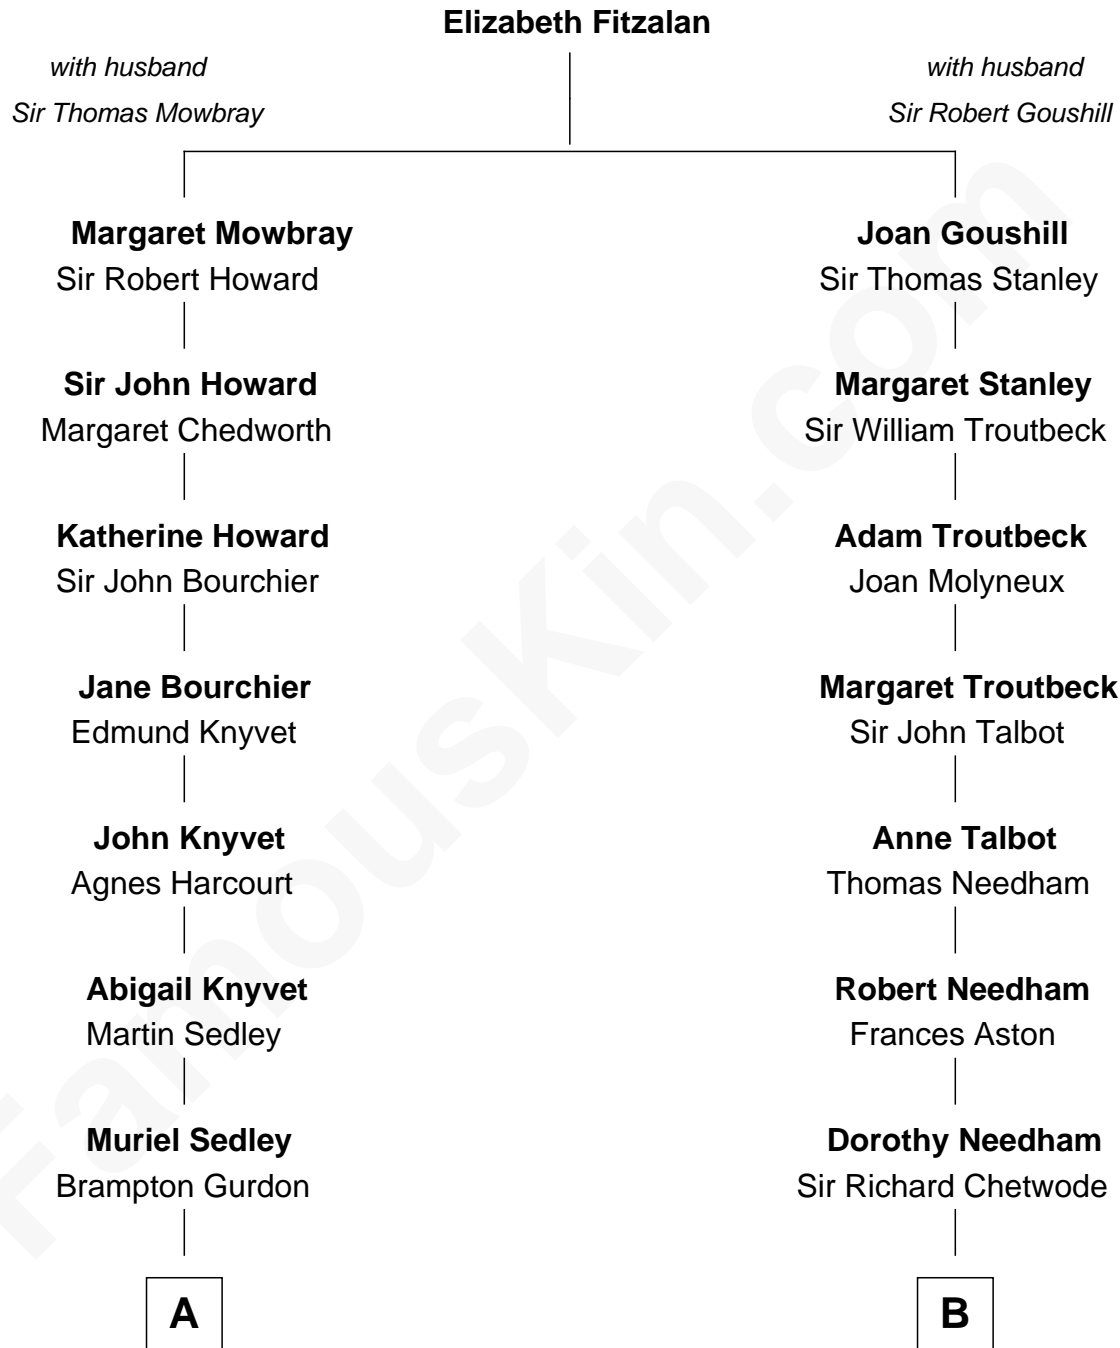 Elizabeth Fitzalan
with husband
Sir Thomas Mowbray
with husband
Sir Robert Goushill
Margaret Mowbray
Sir Robert Howard
Joan Goushill
Sir Thomas Stanley
Sir John Howard
Margaret Chedworth
Margaret Stanley
Sir William Troutbeck
Katherine Howard
Sir John Bourchier
Adam Troutbeck
Joan Molyneux
Jane Bourchier
Edmund Knyvet
Margaret Troutbeck
Sir John Talbot
John Knyvet
Agnes Harcourt
Anne Talbot
Thomas Needham
Abigail Knyvet
Martin Sedley
Robert Needham
Frances Aston
Muriel Sedley
Brampton Gurdon
Dorothy Needham
Sir Richard Chetwode
A
B
FamousKin.com